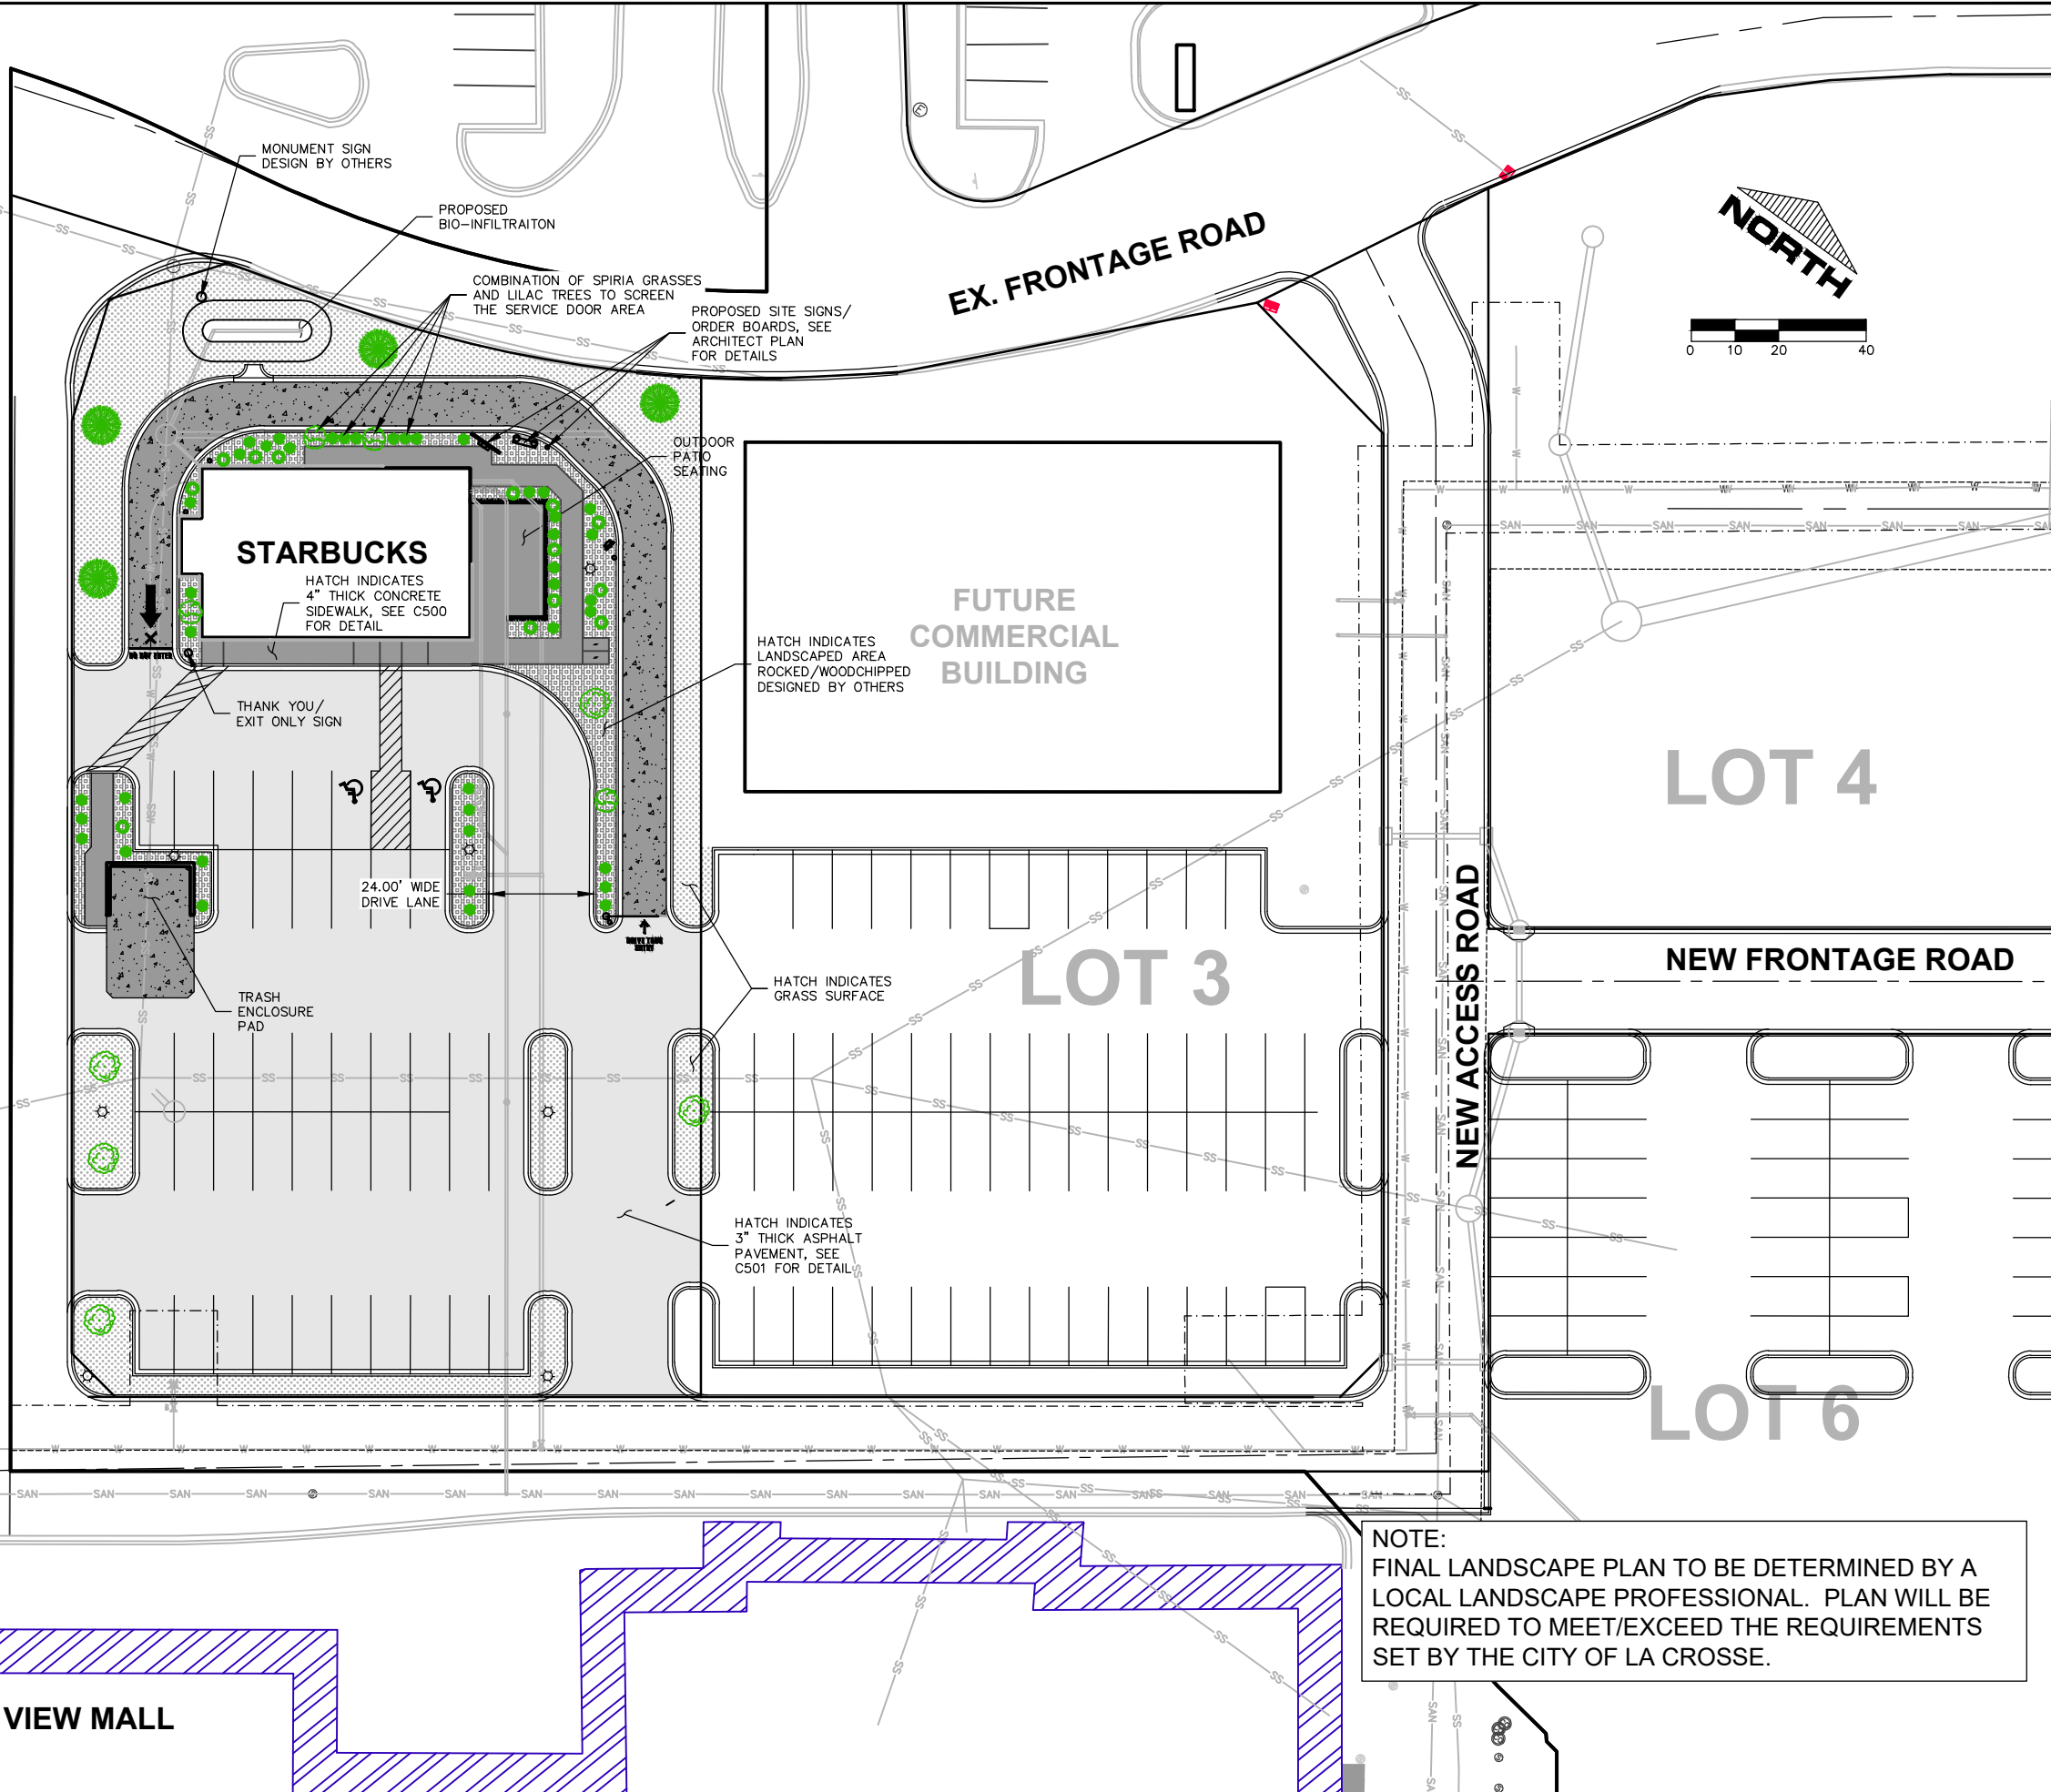 MONUMENT SIGN
DESIGN BY OTHERS
PROPOSED
BIO-INFILTRAITON
COMBINATION OF SPIRIA GRASSES
AND LILAC TREES TO SCREEN
THE SERVICE DOOR AREA
PROPOSED SITE SIGNS/
ORDER BOARDS, SEE
ARCHITECT PLAN
FOR DETAILS
EX. FRONTAGE ROAD
NORTH
0 10 20 40
OUTDOOR
PATIO
SEATING
STARBUCKS
HATCH INDICATES
4" THICK CONCRETE
SIDEWALK, SEE C500
FOR DETAIL
FUTURE
COMMERCIAL
BUILDING
HATCH INDICATES
LANDSCAPED AREA
ROCKED/WOODCHIPPED
DESIGNED BY OTHERS
DO NOT ENTER
THANK YOU/
EXIT ONLY SIGN
LOT 4
24.00' WIDE
DRIVE LANE
DRIVE THRU
ENTRY
LOT 3
NEW ACCESS ROAD
NEW FRONTAGE ROAD
TRASH
ENCLOSURE
PAD
HATCH INDICATES
GRASS SURFACE
HATCH INDICATES
3" THICK ASPHALT
PAVEMENT, SEE
C501 FOR DETAIL
LOT 6
NOTE:
FINAL LANDSCAPE PLAN TO BE DETERMINED BY A
LOCAL LANDSCAPE PROFESSIONAL. PLAN WILL BE
REQUIRED TO MEET/EXCEED THE REQUIREMENTS
SET BY THE CITY OF LA CROSSE.
VIEW MALL